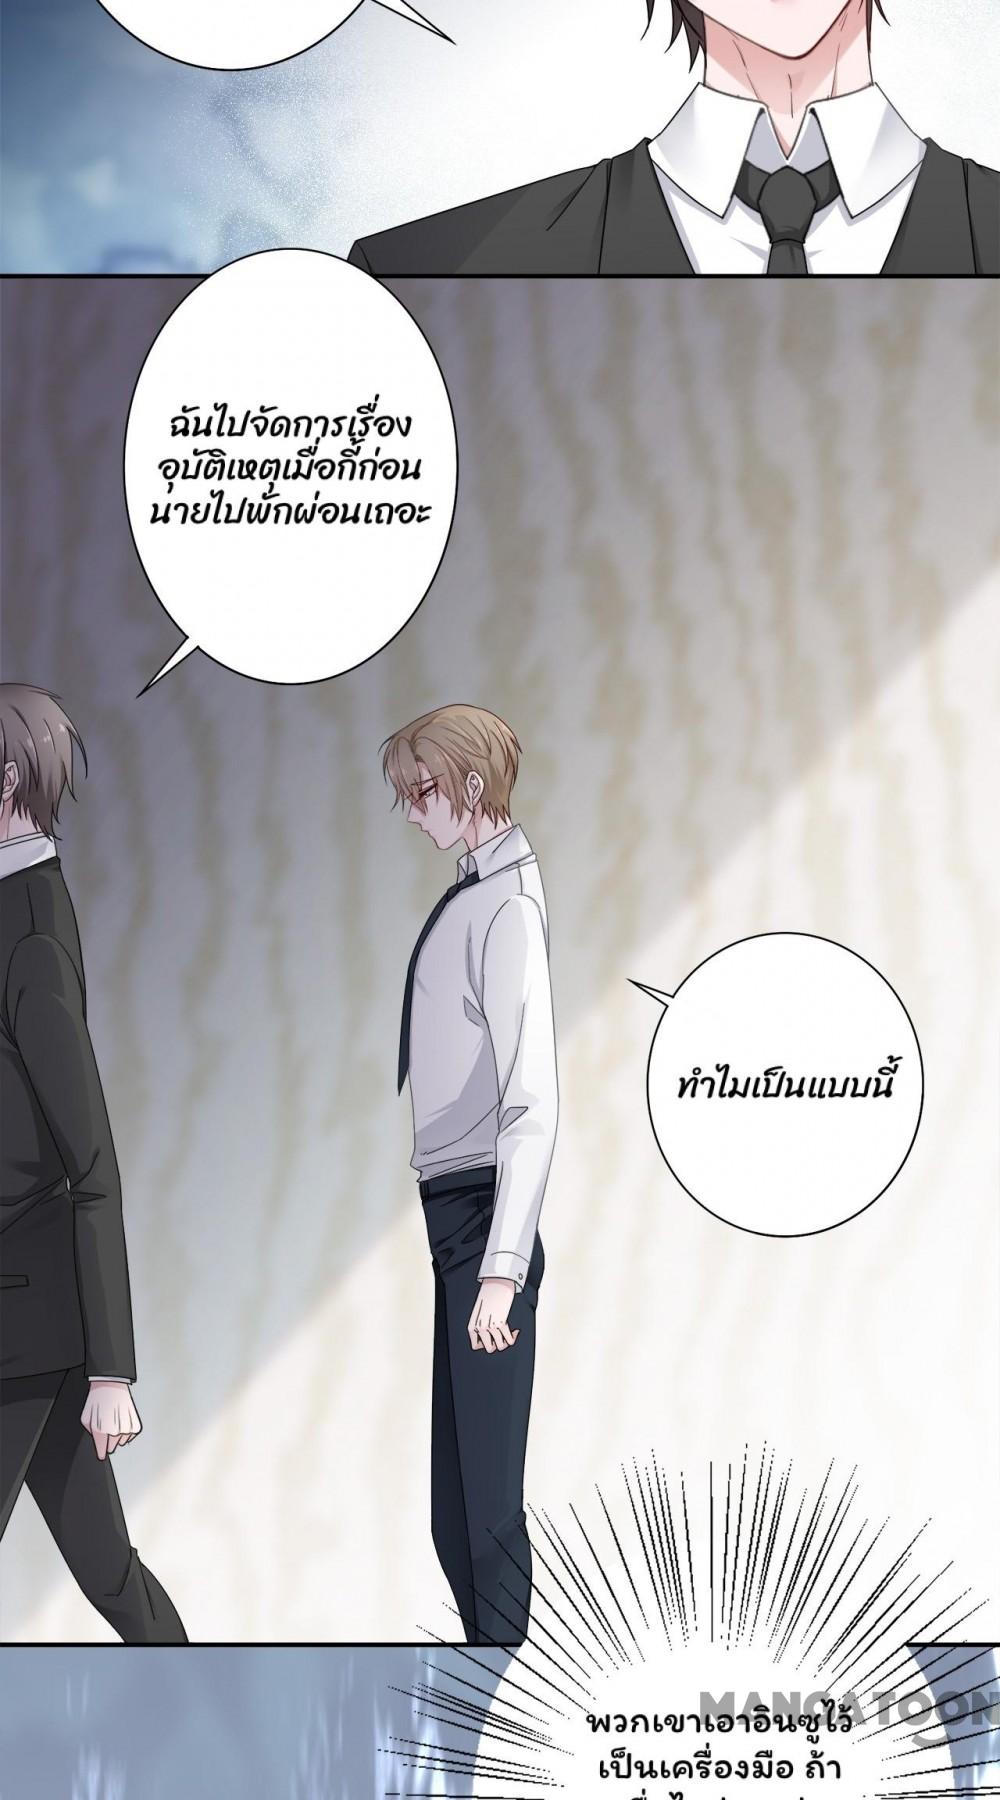 ฉันไปจัดการเรื่อง
อุบัติเหตุเมื่อกี้ก่อน
นายไปพักผ่อนเถอะ
ทำไมเป็นแบบนี้
MANGATOON
พวกเขาเอาอินซูไว้
เป็นเครื่องมือ ถ้า